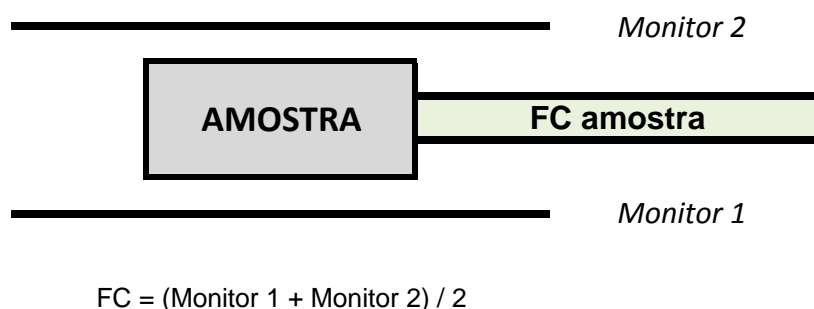 Monitor 2
AMOSTRA FC amostra
Monitor 1
FC = (Monitor 1 + Monitor 2) / 2